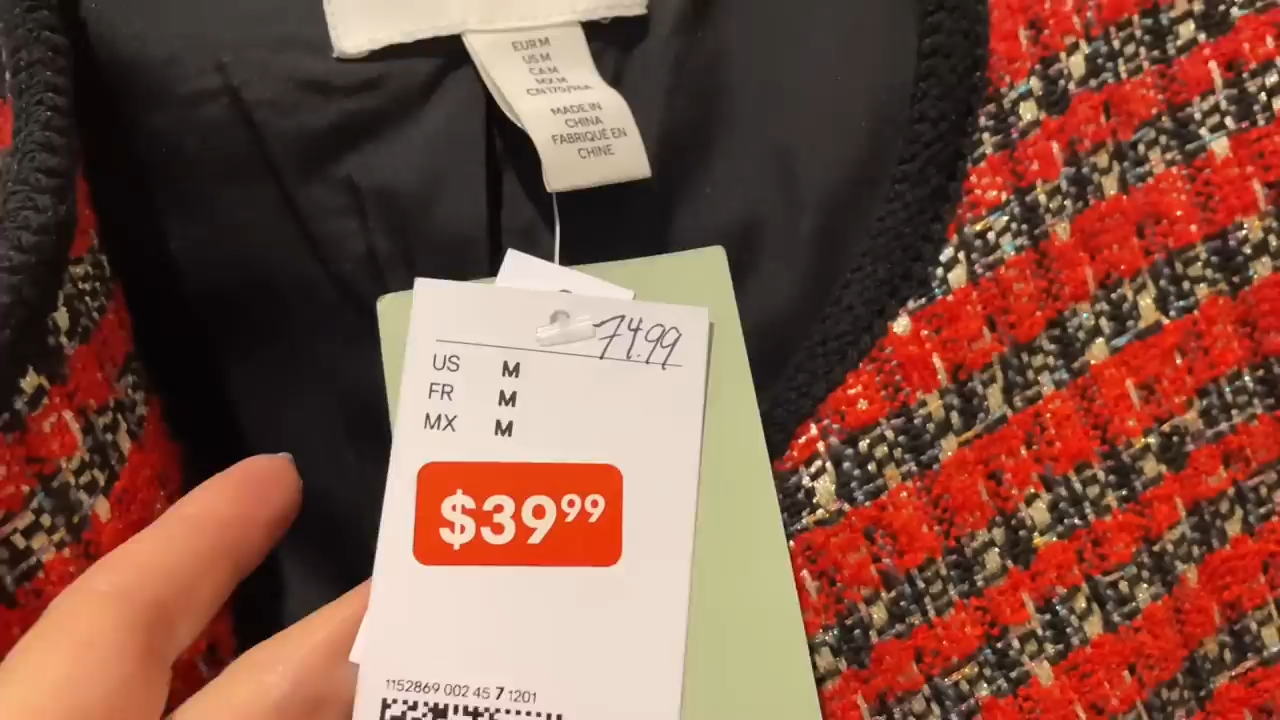 EUR M
US M
CA M
MX M
MADE IN
CHINA
FABRIQUÉ EN
CHINE
74.99
US M
FR M
MX M
$39⁹⁹
1152869 002 45 7 1201